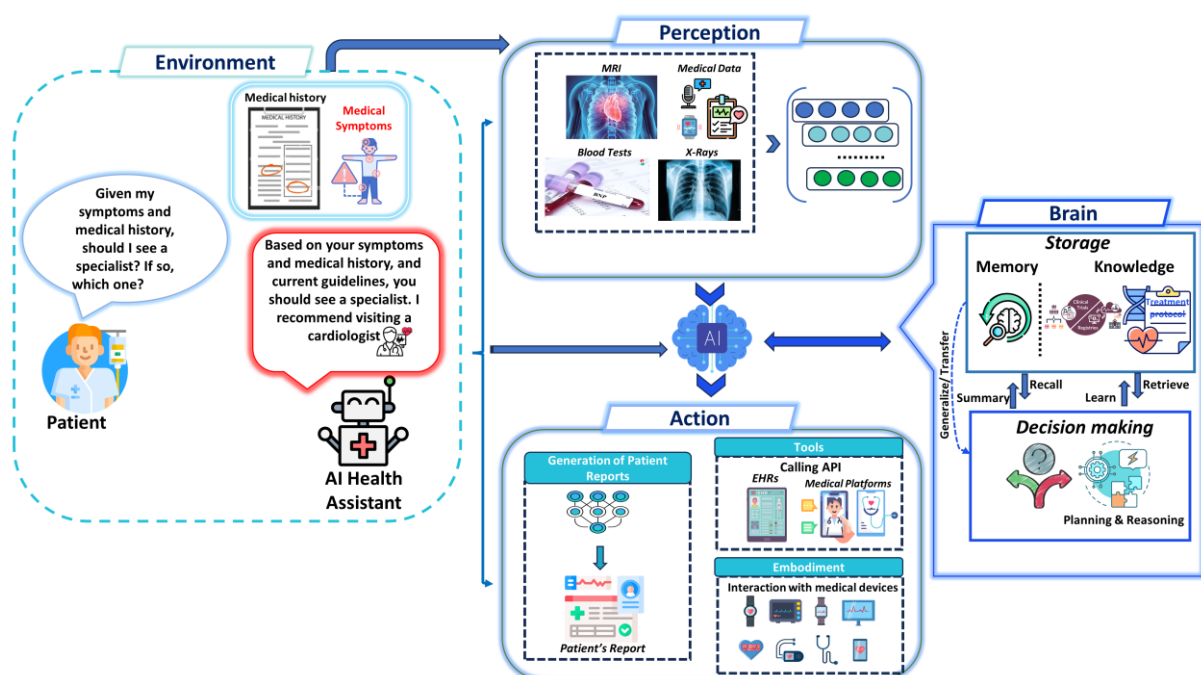 Environment
Medical history
MEDICAL HISTORY
Medical
Symptoms
Given my
symptoms and
medical history,
should I see a
specialist? If so,
which one?
Based on your symptoms
and medical history, and
current guidelines, you
should see a specialist. I
recommend visiting a
cardiologist
Patient
AI Health
Assistant
Perception
MRI
Medical Data
Blood Tests
X-Rays
AI
Action
Generation of Patient
Reports
Patient's Report
Tools
Calling API
EHRs
Medical Platforms
Embodiment
Interaction with medical devices
Brain
Storage
Memory
Knowledge
Clinical
Trials
Registries
Treatment
protocol
Generalize/ Transfer
Summary
Recall
Learn
Retrieve
Decision making
Planning & Reasoning